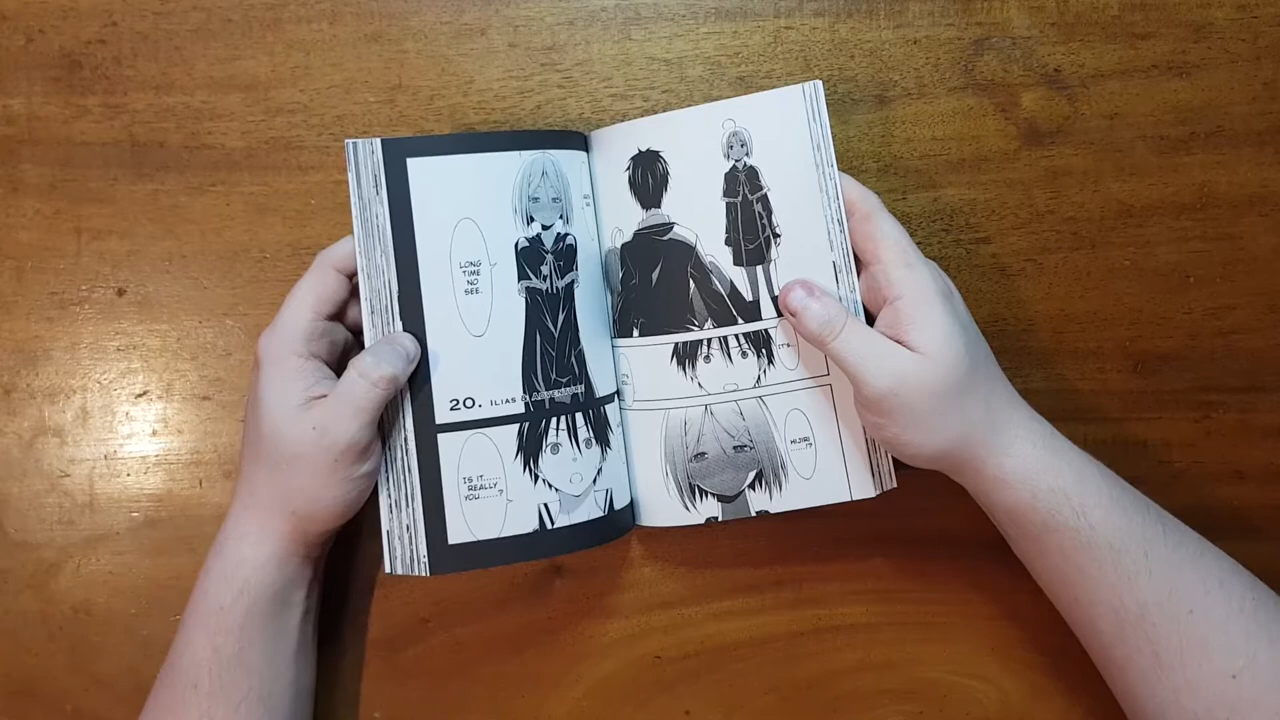 IT'S...
HIJIRI
......!?
LONG
TIME
NO
SEE.
20. ILIAS & ADVENTURE
IS IT......
REALLY
YOU......?